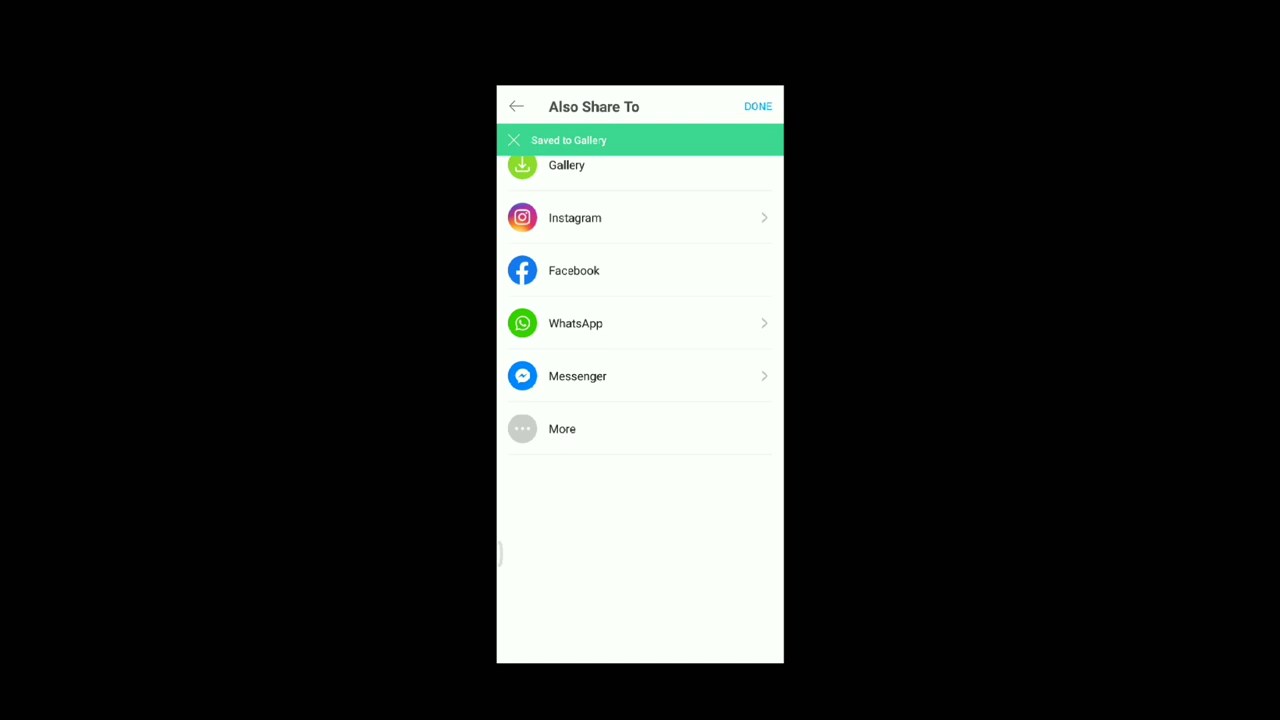 Also Share To
DONE
Saved to Gallery
Gallery
Instagram
Facebook
WhatsApp
Messenger
More